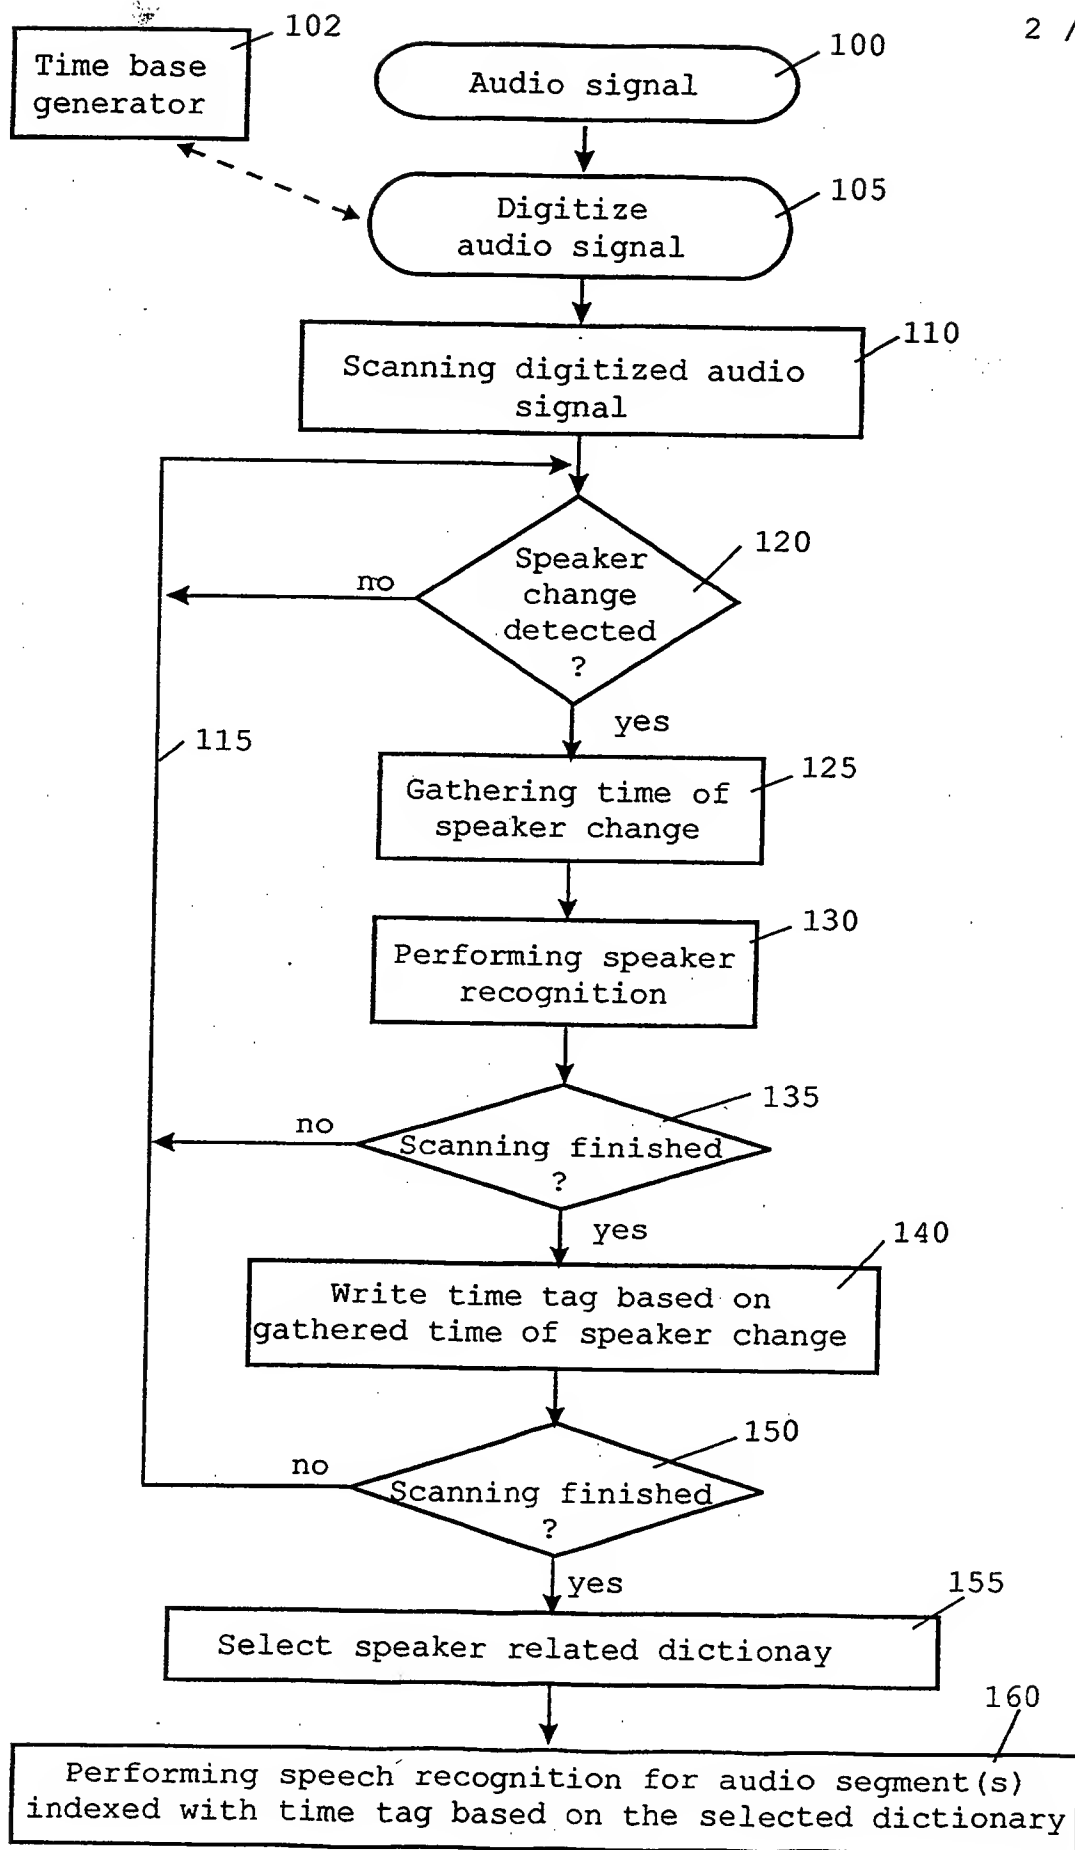 2 /
102
Time base
generator
100
Audio signal
105
Digitize
audio signal
110
Scanning digitized audio
signal
120
Speaker
change
detected
?
no
yes
115
125
Gathering time of
speaker change
130
Performing speaker
recognition
135
Scanning finished
?
no
yes
140
Write time tag based on
gathered time of speaker change
150
Scanning finished
?
no
yes
155
Select speaker related dictionay
160
Performing speech recognition for audio segment(s)
indexed with time tag based on the selected dictionary